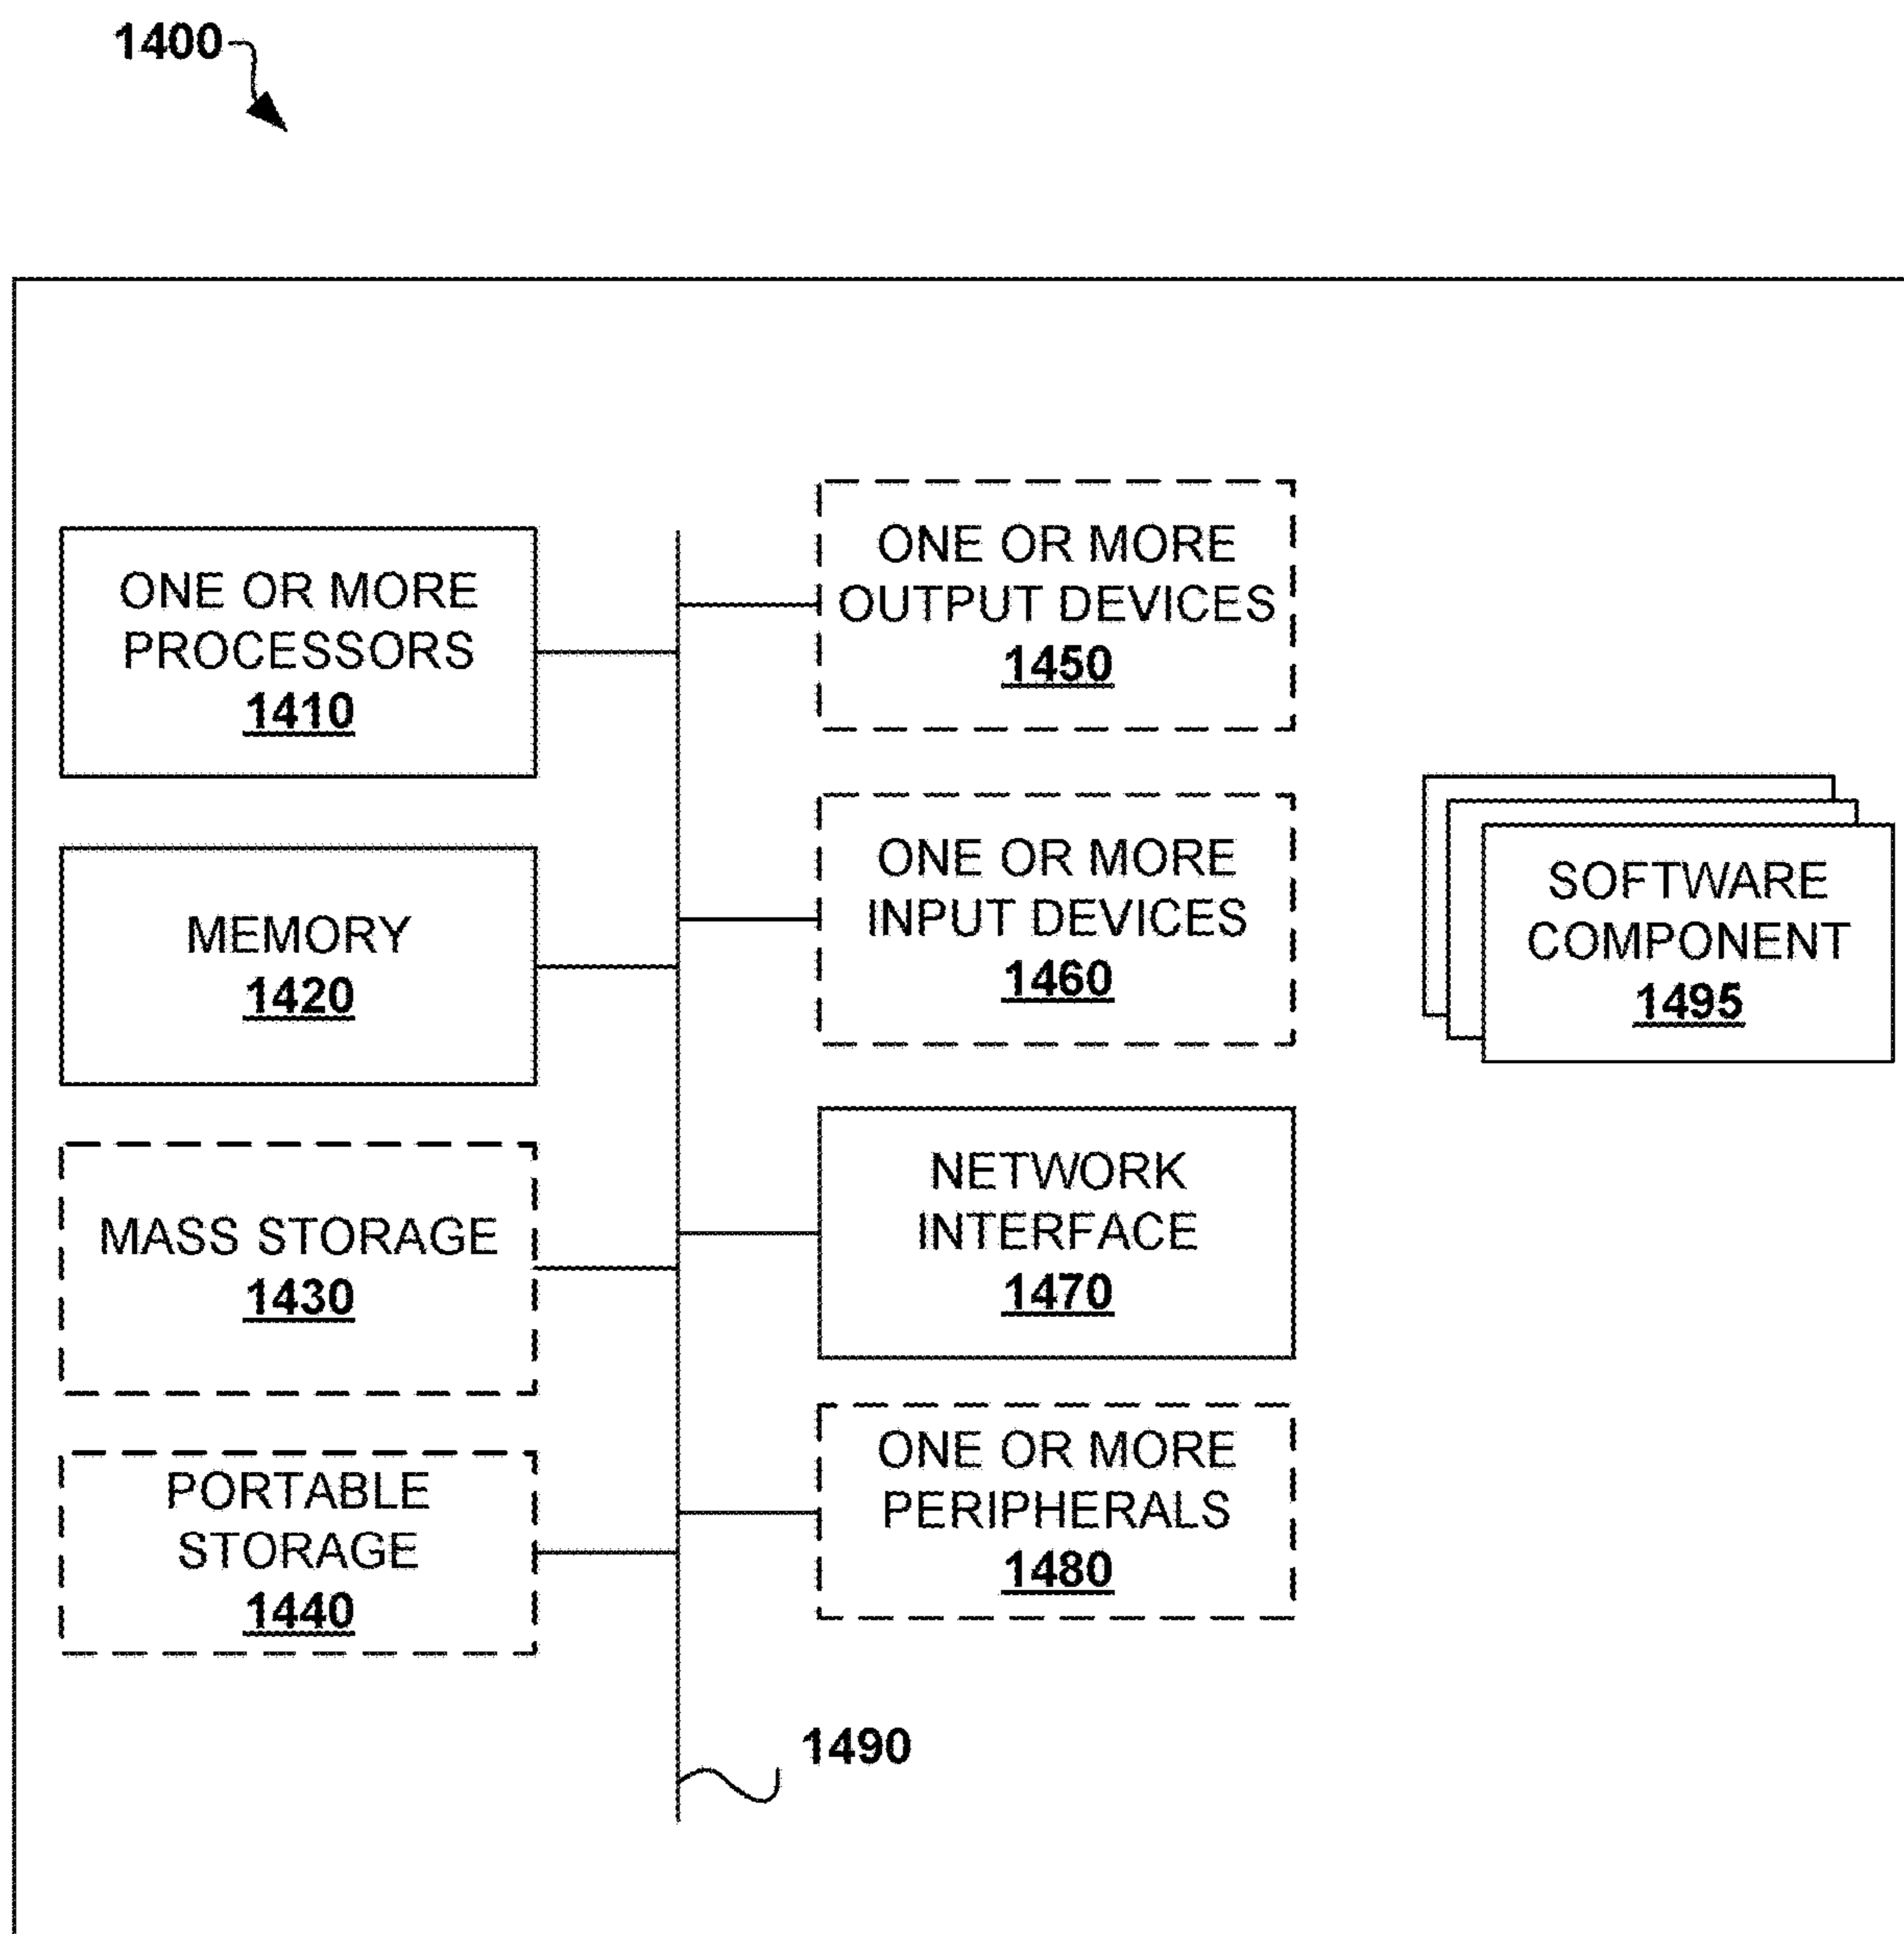 1400
ONE OR MORE
PROCESSORS
1410
MEMORY
1420
MASS STORAGE
1430
PORTABLE
STORAGE
1440
ONE OR MORE
OUTPUT DEVICES
1450
ONE OR MORE
INPUT DEVICES
1460
NETWORK
INTERFACE
1470
ONE OR MORE
PERIPHERALS
1480
1490
SOFTWARE
COMPONENT
1495